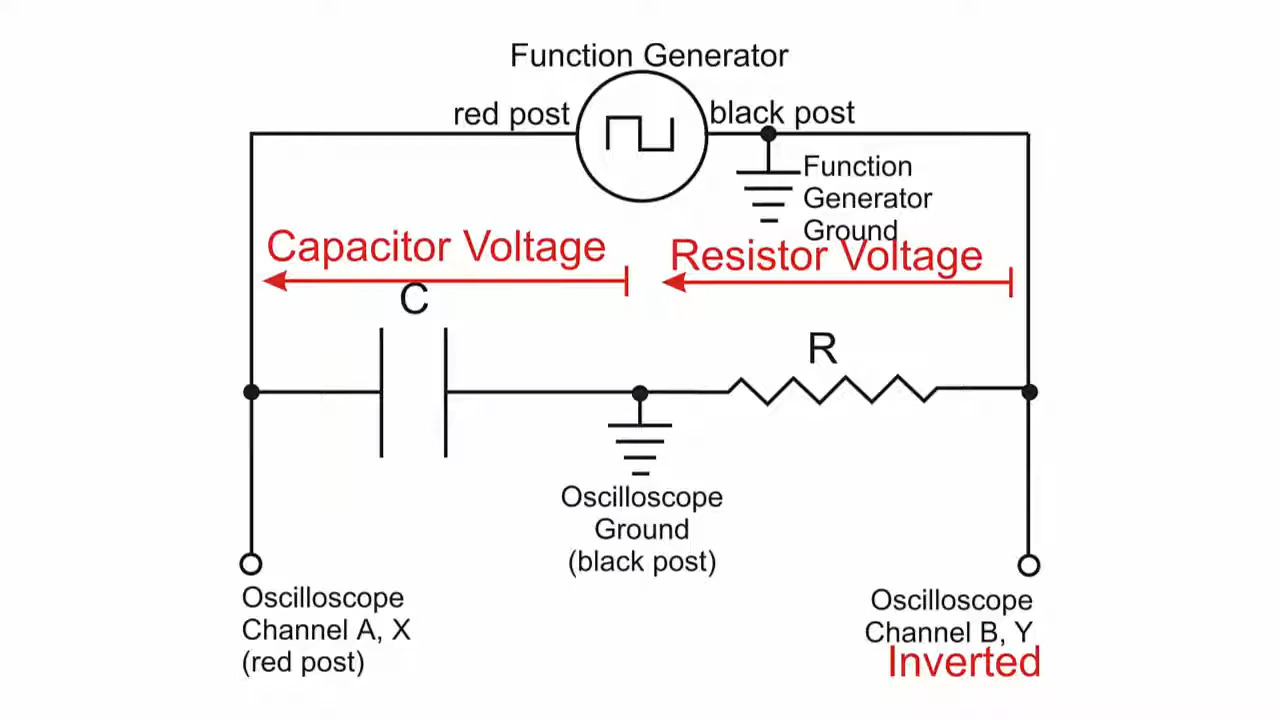 Function Generator
red post
black post
Function
Generator
Ground
Capacitor Voltage
Resistor Voltage
C
R
Oscilloscope
Ground
(black post)
Oscilloscope
Channel A, X
(red post)
Oscilloscope
Channel B, Y
Inverted